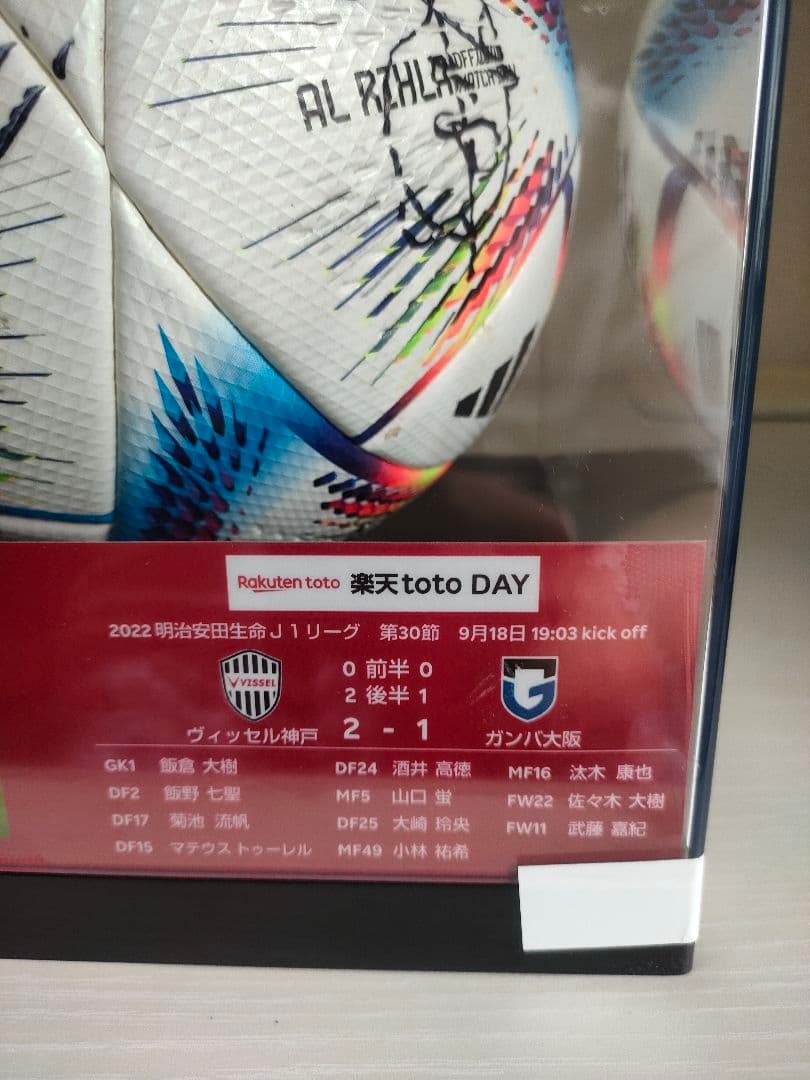 AL RIHLA
Rakuten toto 楽天toto DAY
2022 明治安田生命J1リーグ 第30節 9月18日 19:03 kick off
VISSEL
0 前半 0
2 後半 1
ヴィッセル神戸 2 - 1 ガンバ大阪
GK1 飯倉 大樹 DF24 酒井 高徳 MF16 汰木 康也
DF2 飯野 七聖 MF5 山口 蛍 FW22 佐々木 大樹
DF17 菊池 流帆 DF25 大崎 玲央 FW11 武藤 嘉紀
DF15 マテウス トゥーレル MF49 小林 祐希